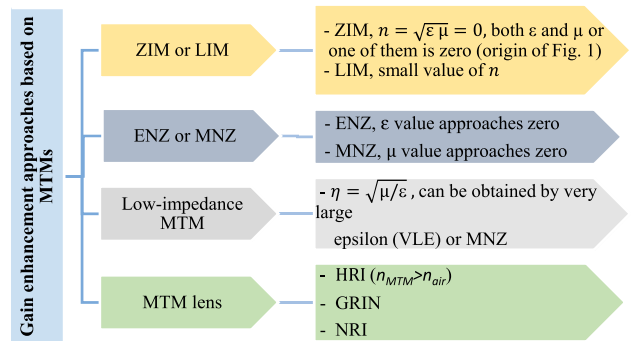 Gain enhancement approaches based on
MTMs
ZIM or LIM
- ZIM, n = √ε μ = 0, both ε and μ or
one of them is zero (origin of Fig. 1)
- LIM, small value of n
ENZ or MNZ
- ENZ, ε value approaches zero
- MNZ, μ value approaches zero
Low-impedance
MTM
- η = √μ/ε , can be obtained by very
large
epsilon (VLE) or MNZ
MTM lens
- HRI (nMTM>nair)
- GRIN
- NRI